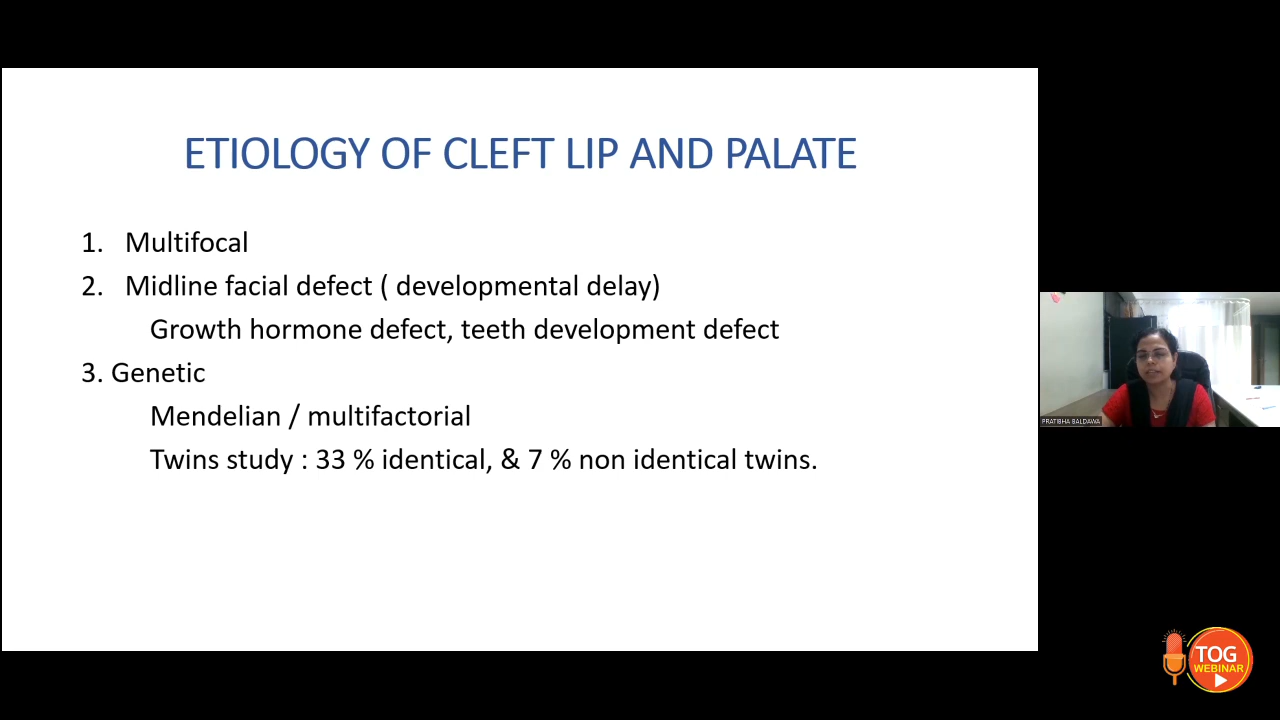 ETIOLOGY OF CLEFT LIP AND PALATE
1. Multifocal
2. Midline facial defect ( developmental delay)
Growth hormone defect, teeth development defect
3. Genetic
Mendelian / multifactorial
Twins study : 33 % identical, & 7 % non identical twins.
PRATIBHA BALDAWA
TOG
WEBINAR